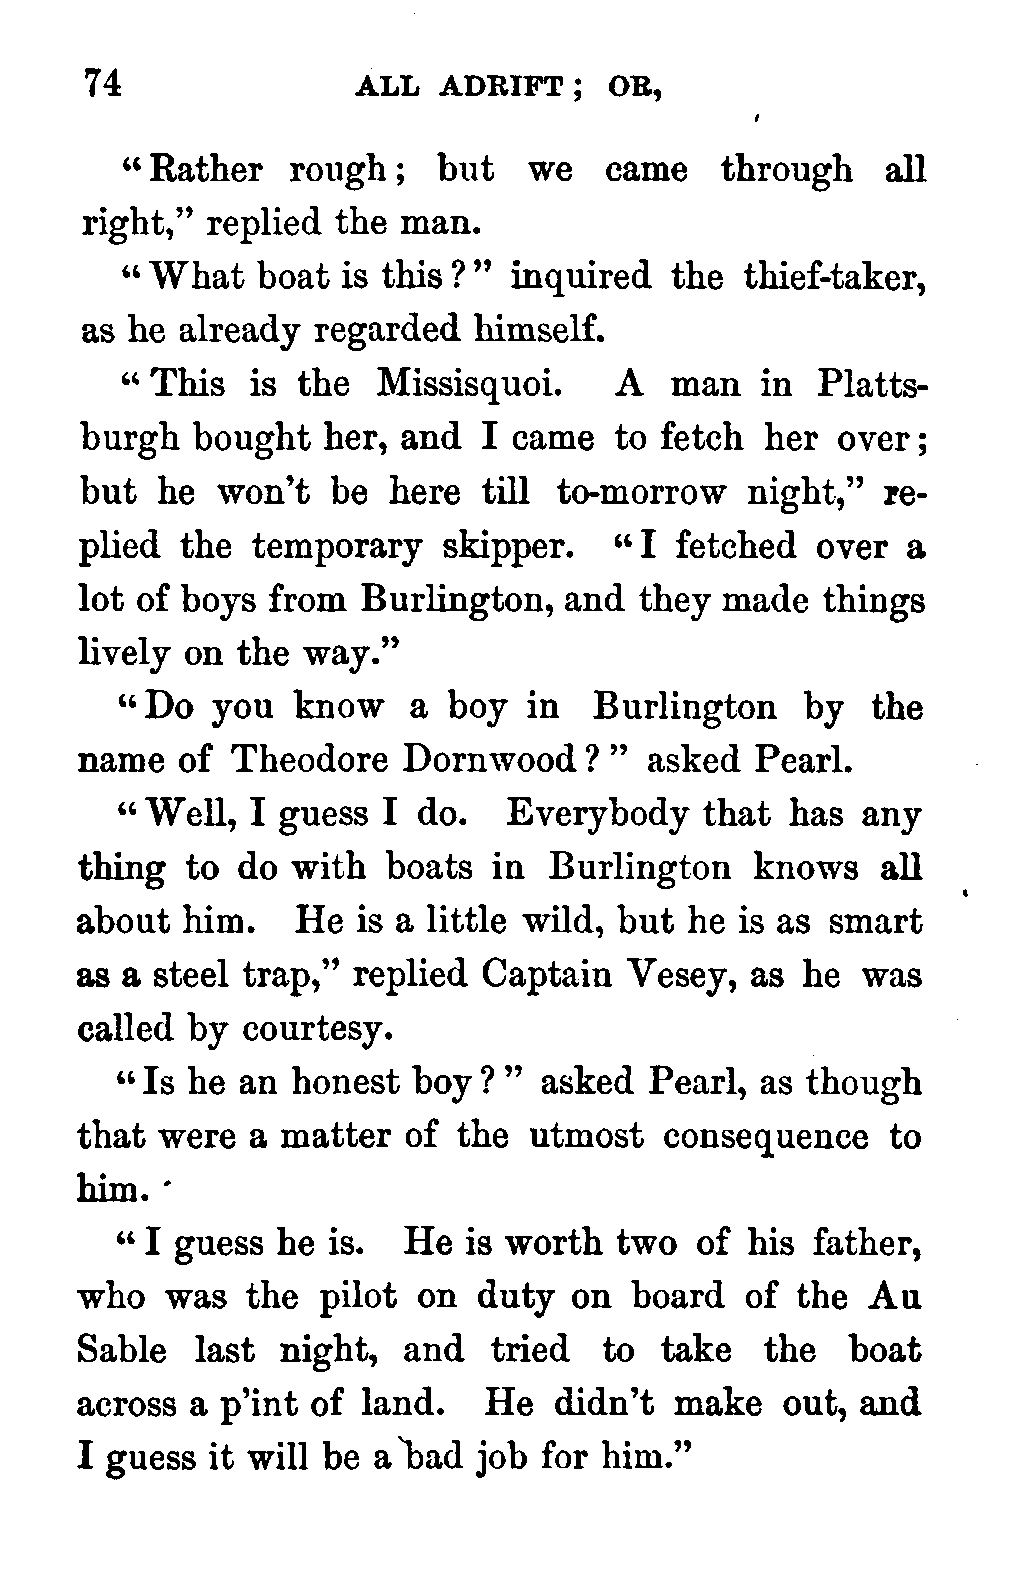 74 ALL ADRIFT; OR,
“Rather rough; but we came through all
right,” replied the man.
“What boat is this?” inquired the thief-taker,
as he already regarded himself.
“This is the Missisquoi. A man in Platts-
burgh bought her, and I came to fetch her over;
but he won’t be here till to-morrow night,” re-
plied the temporary skipper. “I fetched over a
lot of boys from Burlington, and they made things
lively on the way.”
“Do you know a boy in Burlington by the
name of Theodore Dornwood?” asked Pearl.
“Well, I guess I do. Everybody that has any
thing to do with boats in Burlington knows all
about him. He is a little wild, but he is as smart
as a steel trap,” replied Captain Vesey, as he was
called by courtesy.
“Is he an honest boy?” asked Pearl, as though
that were a matter of the utmost consequence to
him.
“I guess he is. He is worth two of his father,
who was the pilot on duty on board of the Au
Sable last night, and tried to take the boat
across a p’int of land. He didn’t make out, and
I guess it will be a bad job for him.”